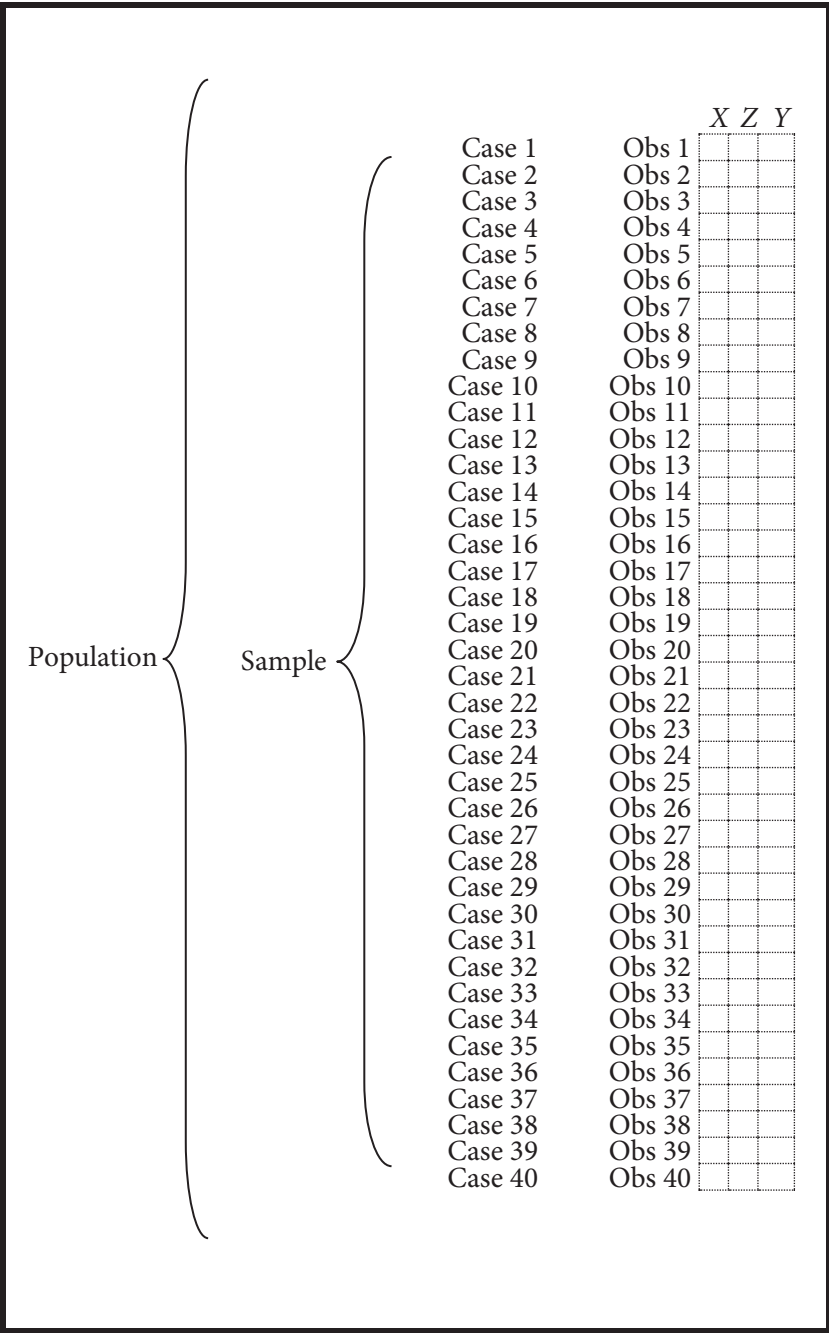 X Z Y
Case 1 Obs 1
Case 2 Obs 2
Case 3 Obs 3
Case 4 Obs 4
Case 5 Obs 5
Case 6 Obs 6
Case 7 Obs 7
Case 8 Obs 8
Case 9 Obs 9
Case 10 Obs 10
Case 11 Obs 11
Case 12 Obs 12
Case 13 Obs 13
Case 14 Obs 14
Case 15 Obs 15
Case 16 Obs 16
Case 17 Obs 17
Case 18 Obs 18
Case 19 Obs 19
Population Sample Case 20 Obs 20
Case 21 Obs 21
Case 22 Obs 22
Case 23 Obs 23
Case 24 Obs 24
Case 25 Obs 25
Case 26 Obs 26
Case 27 Obs 27
Case 28 Obs 28
Case 29 Obs 29
Case 30 Obs 30
Case 31 Obs 31
Case 32 Obs 32
Case 33 Obs 33
Case 34 Obs 34
Case 35 Obs 35
Case 36 Obs 36
Case 37 Obs 37
Case 38 Obs 38
Case 39 Obs 39
Case 40 Obs 40